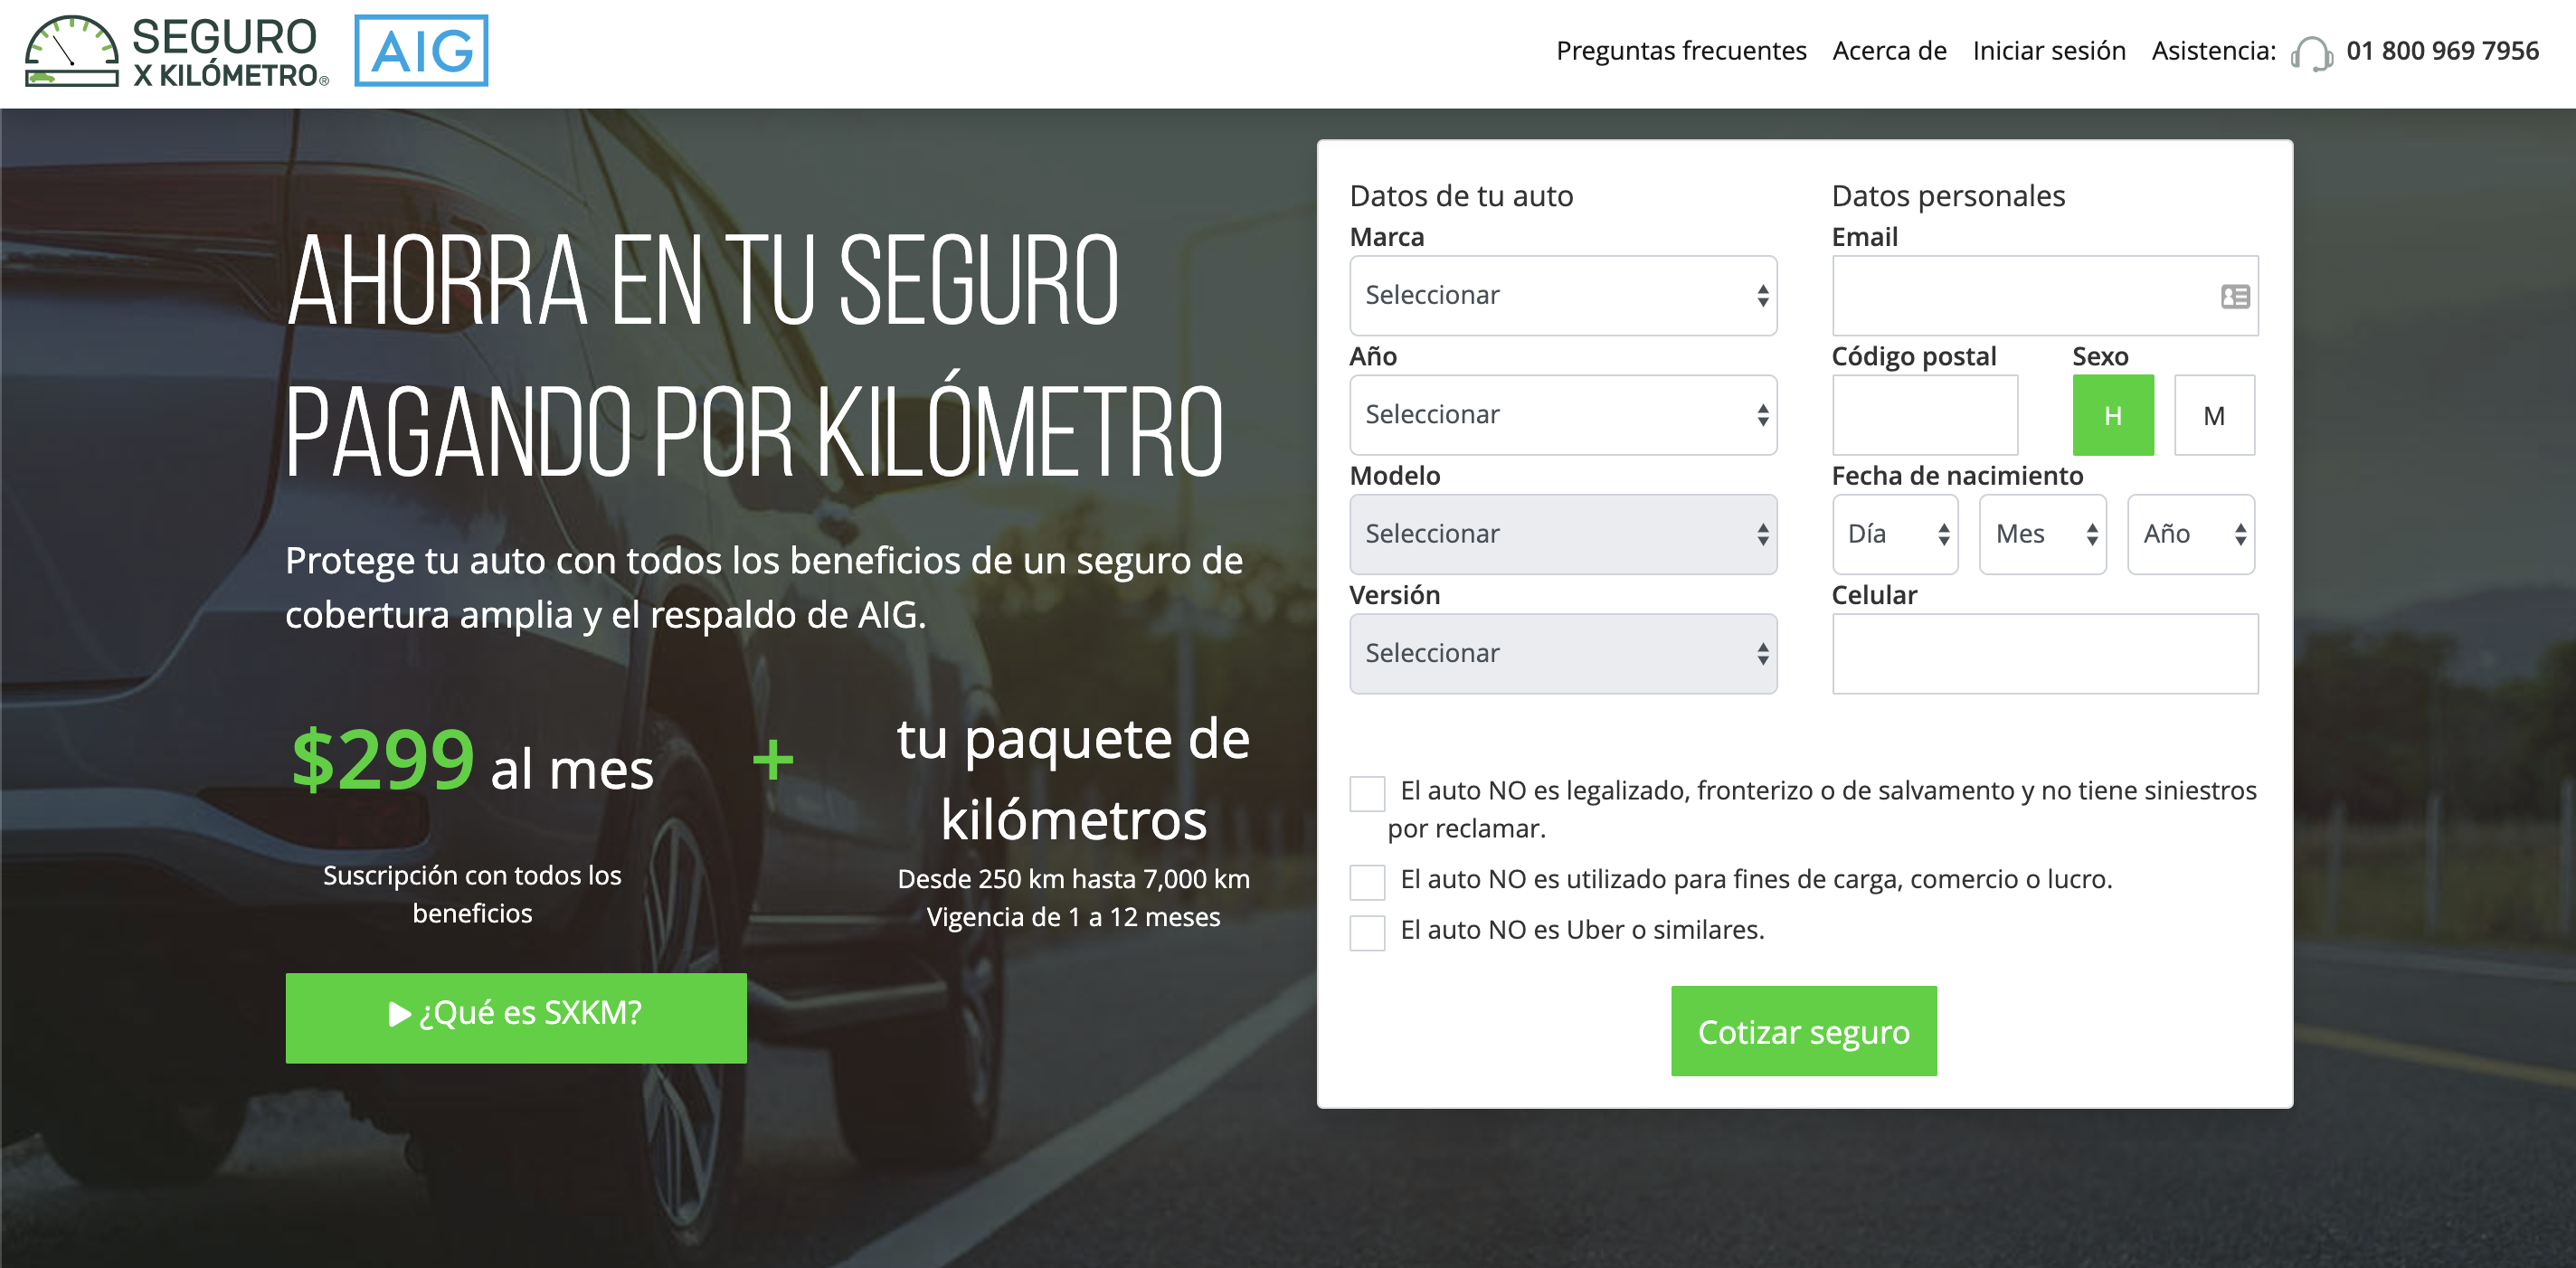 SEGURO
X KILÓMETRO®
AIG
Preguntas frecuentes Acerca de Iniciar sesión Asistencia: 01 800 969 7956
AHORRA EN TU SEGURO
PAGANDO POR KILÓMETRO
Protege tu auto con todos los beneficios de un seguro de
cobertura amplia y el respaldo de AIG.
$299 al mes
Suscripción con todos los
beneficios
+
tu paquete de
kilómetros
Desde 250 km hasta 7,000 km
Vigencia de 1 a 12 meses
¿Qué es SXKM?
Datos de tu auto
Marca
Seleccionar
Año
Seleccionar
Modelo
Seleccionar
Versión
Seleccionar
Datos personales
Email
Código postal Sexo
H M
Fecha de nacimiento
Día Mes Año
Celular
El auto NO es legalizado, fronterizo o de salvamento y no tiene siniestros
por reclamar.
El auto NO es utilizado para fines de carga, comercio o lucro.
El auto NO es Uber o similares.
Cotizar seguro